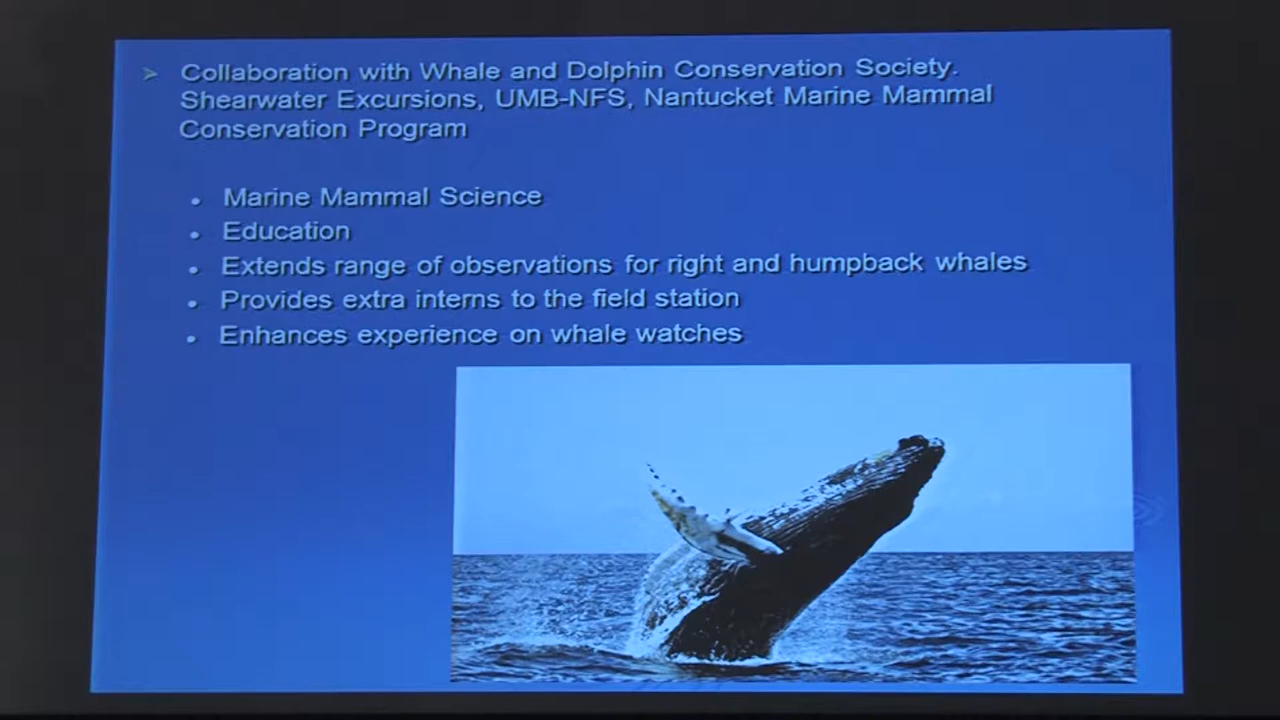 ➢ Collaboration with Whale and Dolphin Conservation Society.
Shearwater Excursions, UMB-NFS, Nantucket Marine Mammal
Conservation Program
• Marine Mammal Science
• Education
• Extends range of observations for right and humpback whales
• Provides extra interns to the field station
• Enhances experience on whale watches